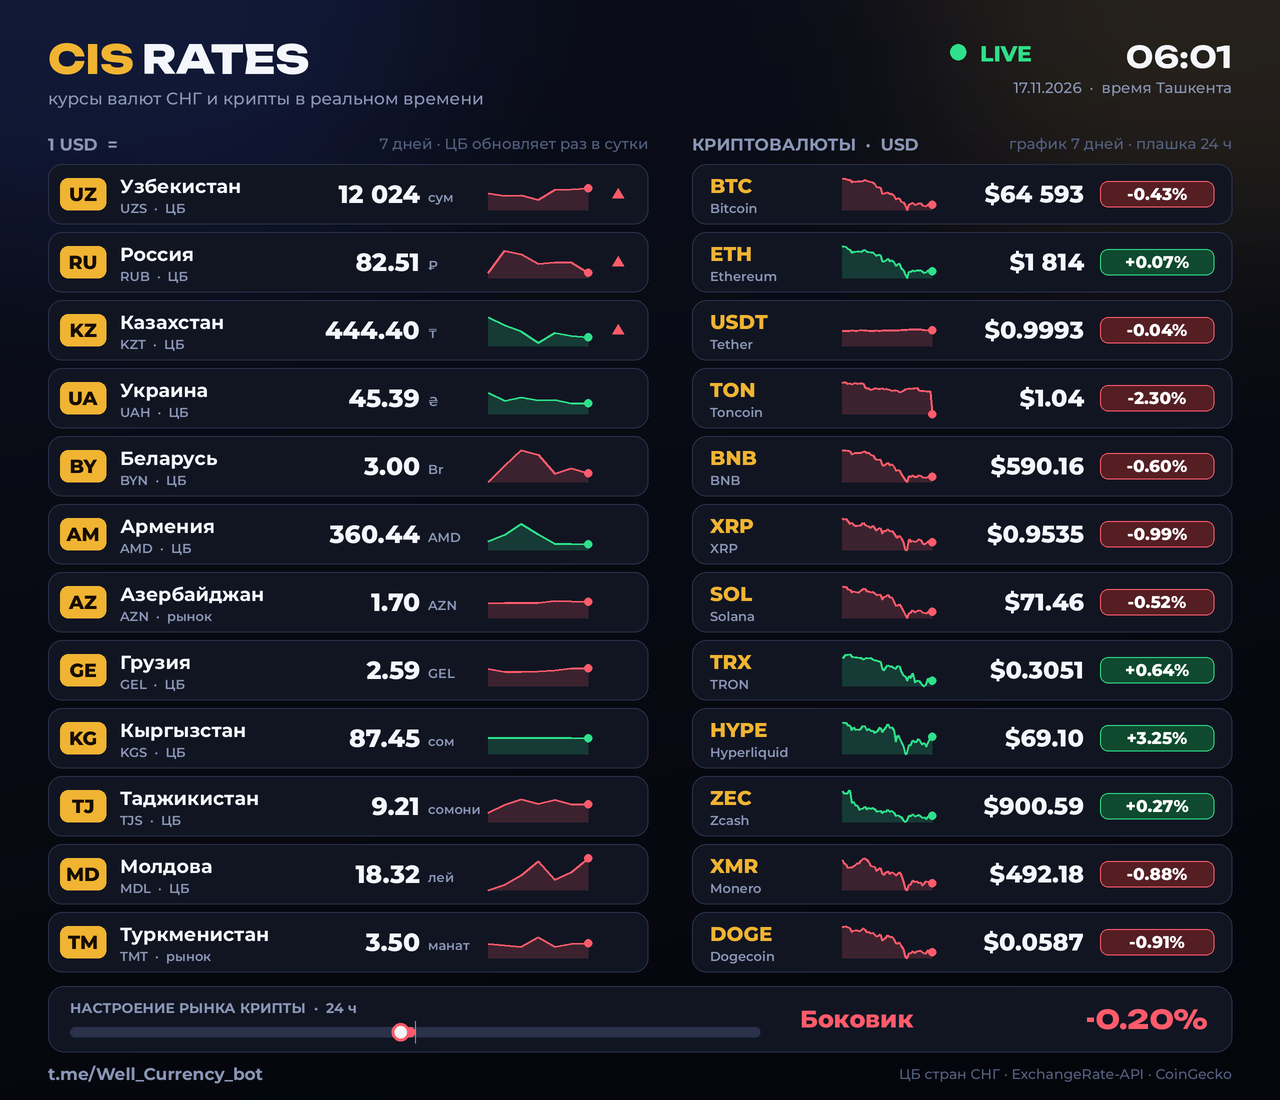 CIS RATES
курсы валют СНГ и крипты в реальном времени
LIVE
06:01
17.11.2026 · время Ташкента
1 USD =
7 дней · ЦБ обновляет раз в сутки
UZ Узбекистан 12 024 сум
UZS · ЦБ
RU Россия 82.51 ₽
RUB · ЦБ
KZ Казахстан 444.40 ₸
KZT · ЦБ
UA Украина 45.39 ₴
UAH · ЦБ
BY Беларусь 3.00 Br
BYN · ЦБ
AM Армения 360.44 AMD
AMD · ЦБ
AZ Азербайджан 1.70 AZN
AZN · рынок
GE Грузия 2.59 GEL
GEL · ЦБ
KG Кыргызстан 87.45 сом
KGS · ЦБ
TJ Таджикистан 9.21 сомони
TJS · ЦБ
MD Молдова 18.32 лей
MDL · ЦБ
TM Туркменистан 3.50 манат
TMT · рынок
КРИПТОВАЛЮТЫ · USD
график 7 дней · плашка 24 ч
BTC $64 593 -0.43%
Bitcoin
ETH $1 814 +0.07%
Ethereum
USDT $0.9993 -0.04%
Tether
TON $1.04 -2.30%
Toncoin
BNB $590.16 -0.60%
BNB
XRP $0.9535 -0.99%
XRP
SOL $71.46 -0.52%
Solana
TRX $0.3051 +0.64%
TRON
HYPE $69.10 +3.25%
Hyperliquid
ZEC $900.59 +0.27%
Zcash
XMR $492.18 -0.88%
Monero
DOGE $0.0587 -0.91%
Dogecoin
НАСТРОЕНИЕ РЫНКА КРИПТЫ · 24 ч
Боковик -0.20%
t.me/Well_Currency_bot
ЦБ стран СНГ · ExchangeRate-API · CoinGecko